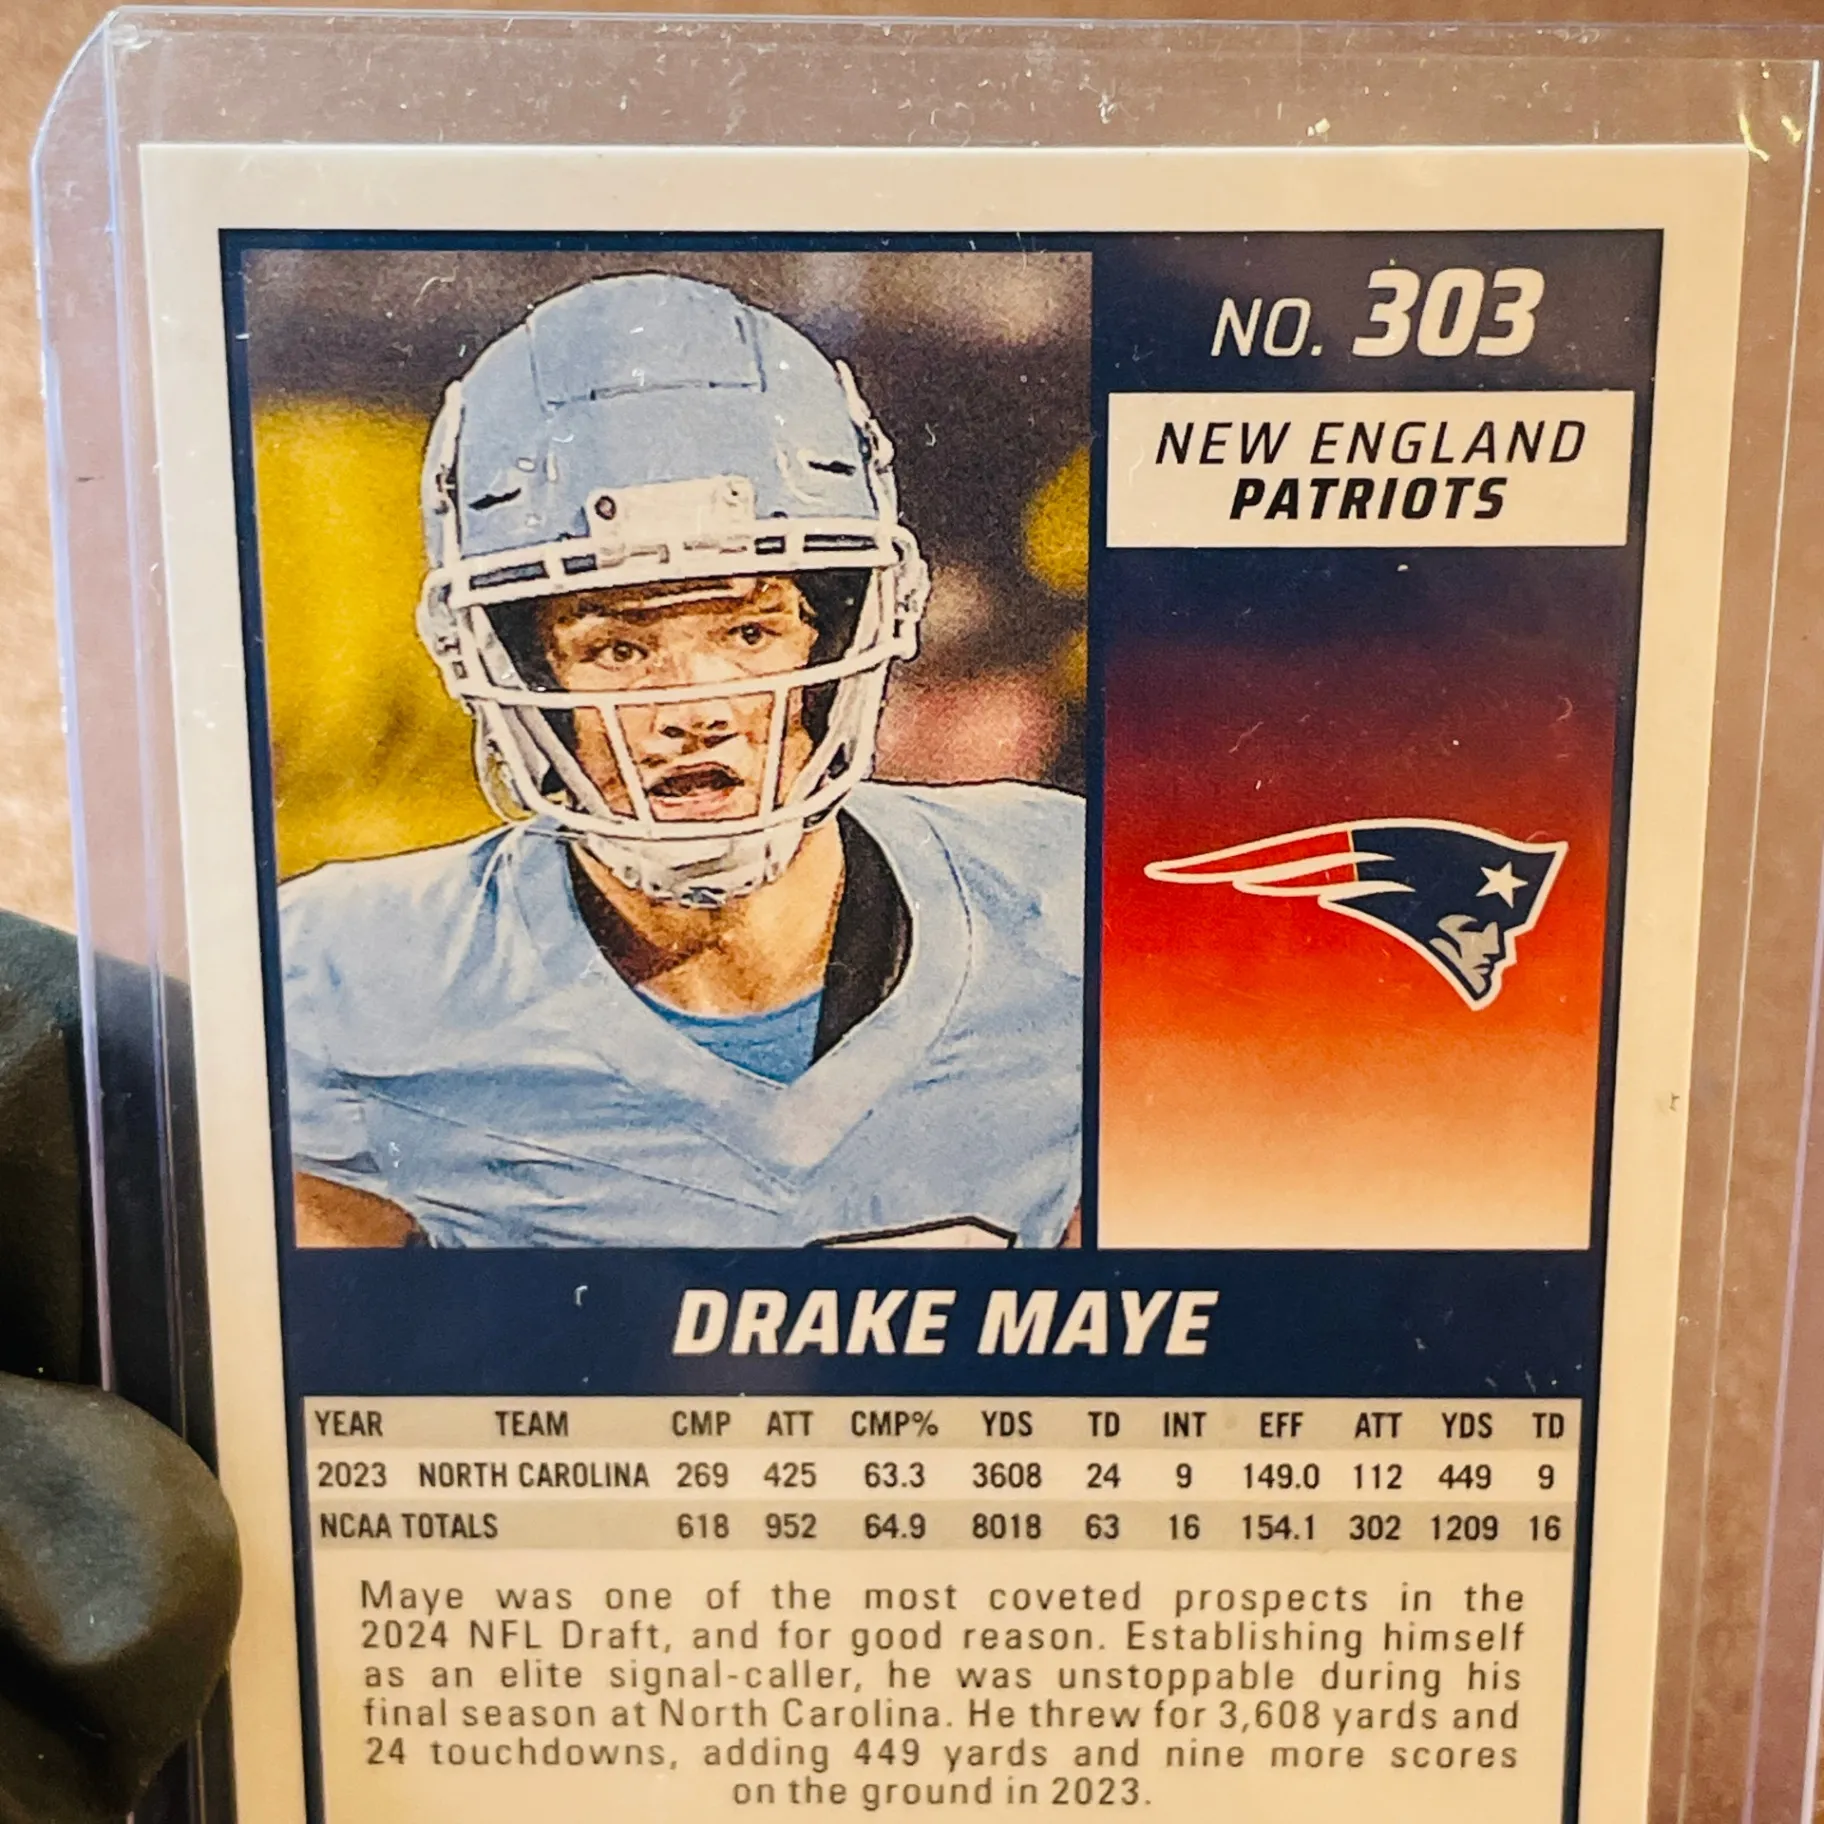 NO. 303
NEW ENGLAND
PATRIOTS
DRAKE MAYE
YEAR TEAM CMP ATT CMP% YDS TD INT EFF ATT YDS TD
2023 NORTH CAROLINA 269 425 63.3 3608 24 9 149.0 112 449 9
NCAA TOTALS 618 952 64.9 8018 63 16 154.1 302 1209 16
Maye was one of the most coveted prospects in the
2024 NFL Draft, and for good reason. Establishing himself
as an elite signal-caller, he was unstoppable during his
final season at North Carolina. He threw for 3,608 yards and
24 touchdowns, adding 449 yards and nine more scores
on the ground in 2023.